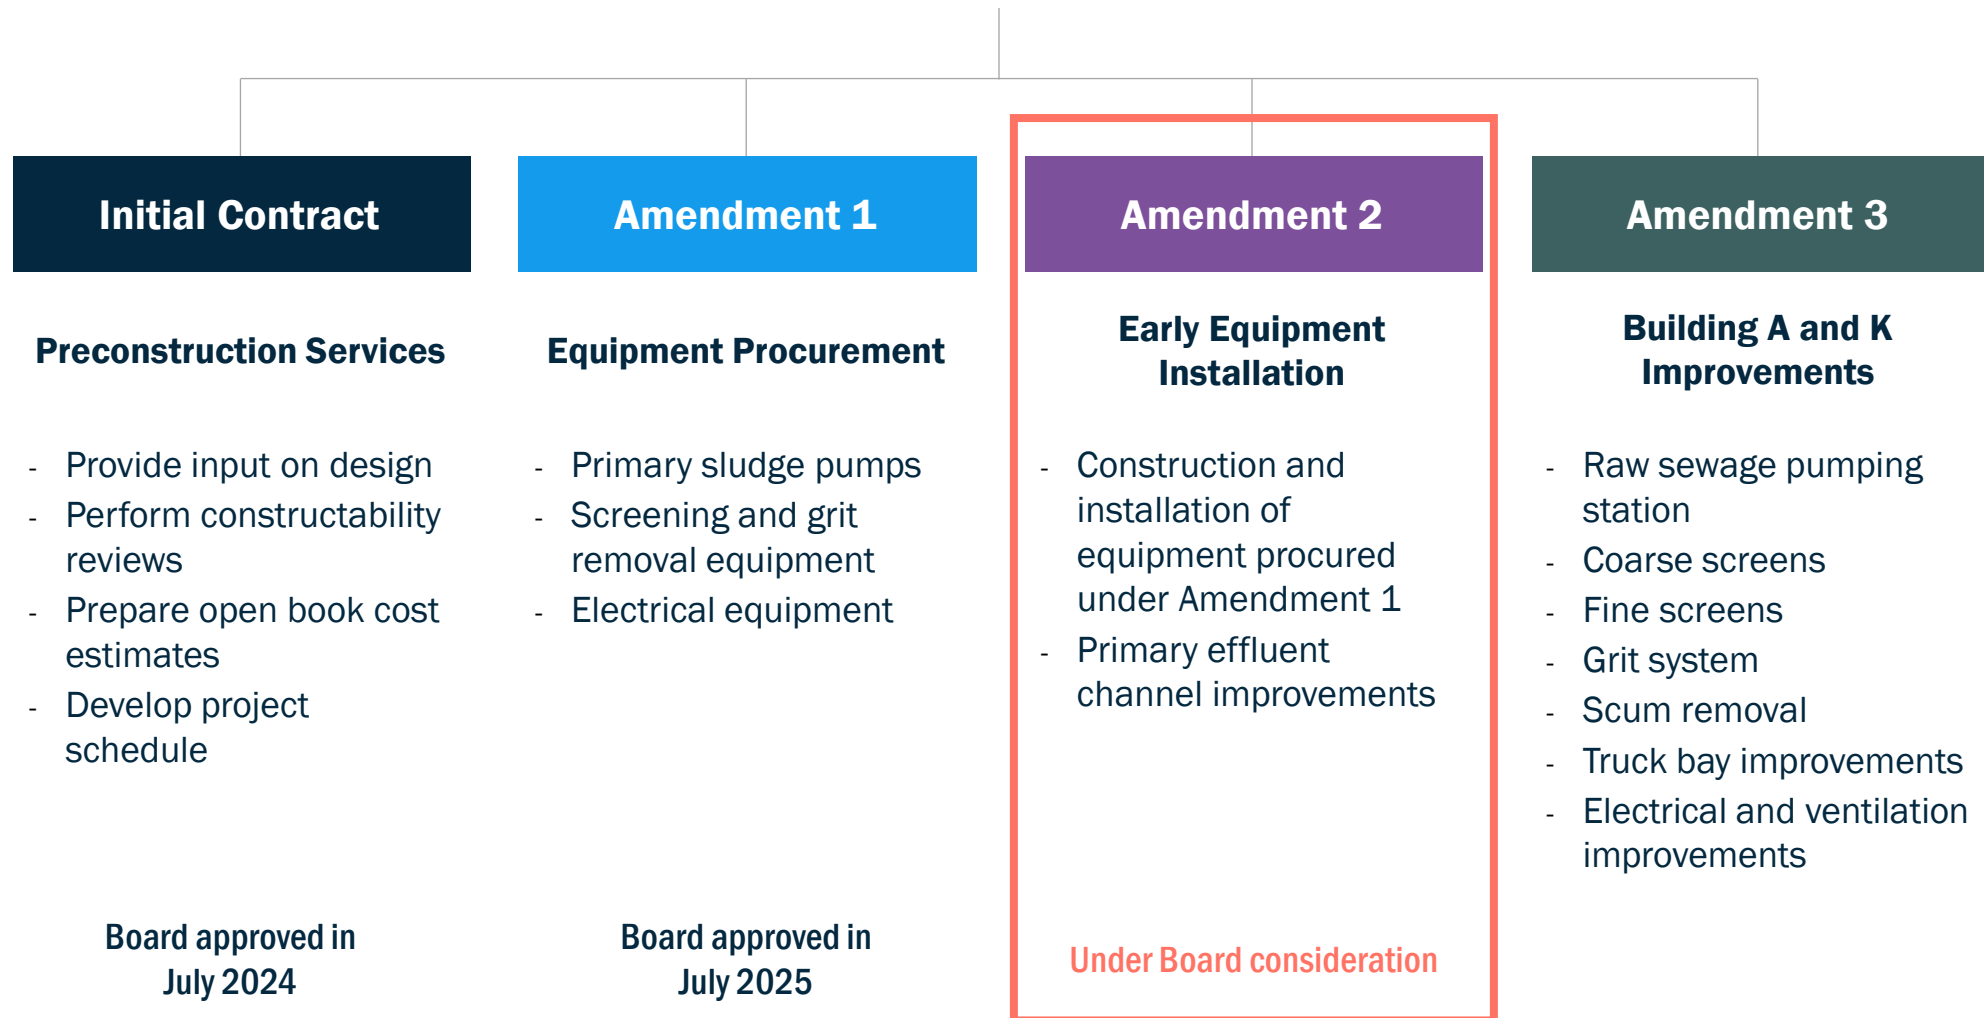 Initial Contract
Preconstruction Services
- Provide input on design
- Perform constructability
reviews
- Prepare open book cost
estimates
- Develop project
schedule
Board approved in
July 2024
Amendment 1
Equipment Procurement
- Primary sludge pumps
- Screening and grit
removal equipment
- Electrical equipment
Board approved in
July 2025
Amendment 2
Early Equipment
Installation
- Construction and
installation of
equipment procured
under Amendment 1
- Primary effluent
channel improvements
Under Board consideration
Amendment 3
Building A and K
Improvements
- Raw sewage pumping
station
- Coarse screens
- Fine screens
- Grit system
- Scum removal
- Truck bay improvements
- Electrical and ventilation
improvements